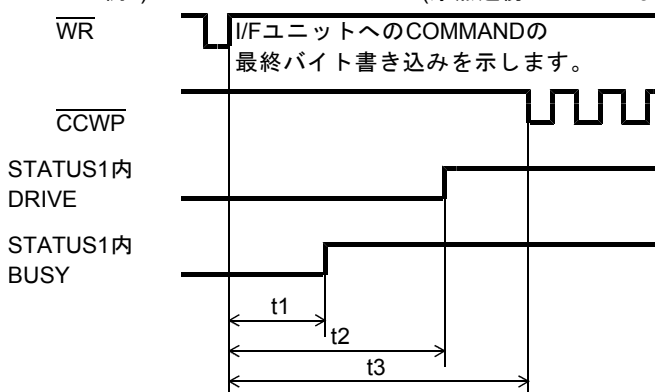 WR
I/FユニットへのCOMMANDの
最終バイト書き込みを示します。
CCWP
STATUS1内
DRIVE
STATUS1内
BUSY
t1
t2
t3